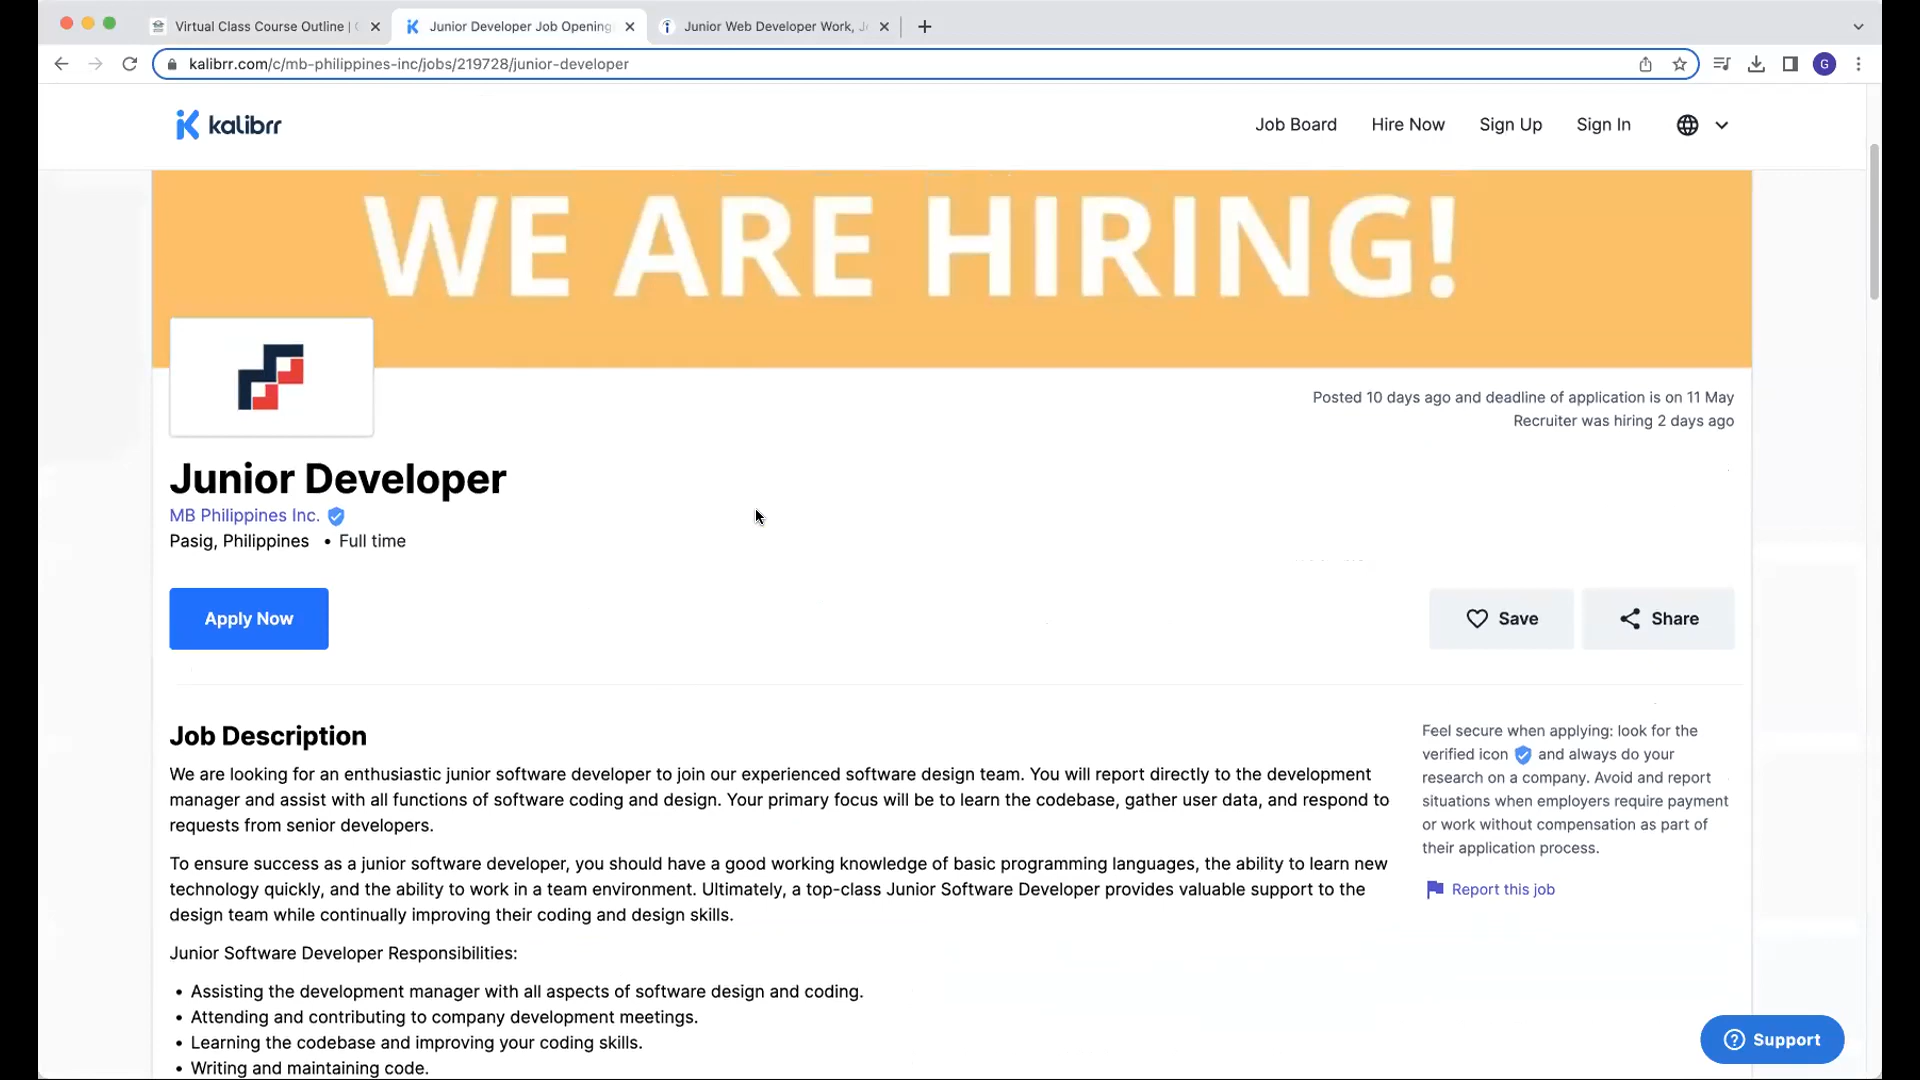 Virtual Class Course Outline |
Junior Developer Job Opening
Junior Web Developer Work, J
kalibrr.com/c/mb-philippines-inc/jobs/219728/junior-developer
G
kalibrr
Job Board
Hire Now
Sign Up
Sign In
WE ARE HIRING!
Posted 10 days ago and deadline of application is on 11 May
Recruiter was hiring 2 days ago
Junior Developer
MB Philippines Inc.
Pasig, Philippines • Full time
Apply Now
Save
Share
Job Description
We are looking for an enthusiastic junior software developer to join our experienced software design team. You will report directly to the development
manager and assist with all functions of software coding and design. Your primary focus will be to learn the codebase, gather user data, and respond to
requests from senior developers.
To ensure success as a junior software developer, you should have a good working knowledge of basic programming languages, the ability to learn new
technology quickly, and the ability to work in a team environment. Ultimately, a top-class Junior Software Developer provides valuable support to the
design team while continually improving their coding and design skills.
Junior Software Developer Responsibilities:
• Assisting the development manager with all aspects of software design and coding.
• Attending and contributing to company development meetings.
• Learning the codebase and improving your coding skills.
• Writing and maintaining code.
Feel secure when applying: look for the
verified icon and always do your
research on a company. Avoid and report
situations when employers require payment
or work without compensation as part of
their application process.
Report this job
Support